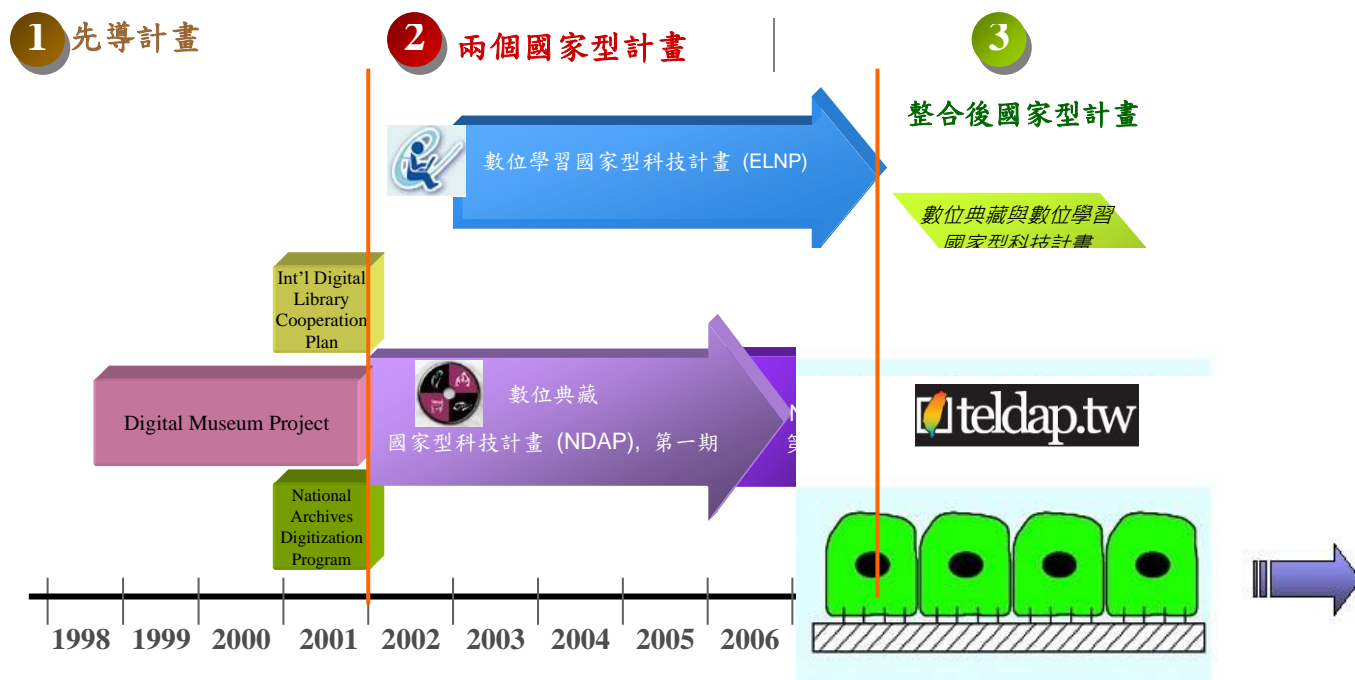 1 先導計畫
2 兩個國家型計畫
3
整合後國家型計畫
數位學習國家型科技計畫 (ELNP)
數位典藏與數位學習
國家型科技計畫
Int'l Digital
Library
Cooperation
Plan
Digital Museum Project
National
Archives
Digitization
Program
數位典藏
國家型科技計畫 (NDAP), 第一期
N
第
teldap.tw
1998 1999 2000 2001 2002 2003 2004 2005 2006